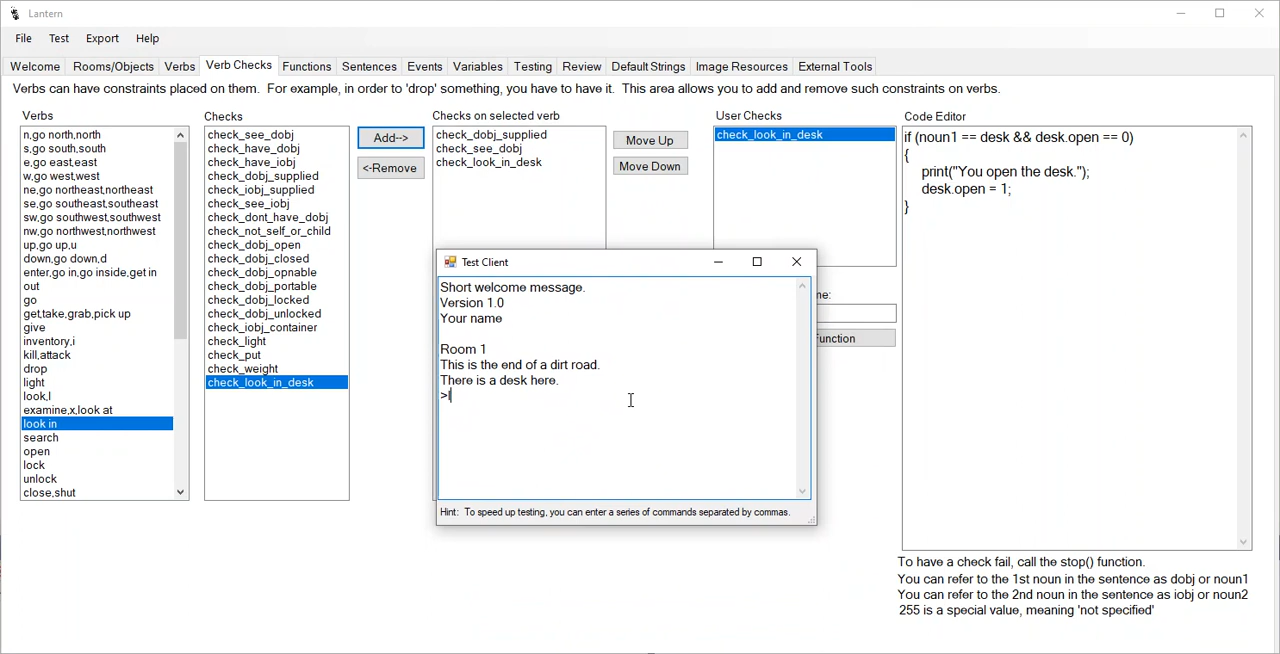 Lantern
File Test Export Help
Welcome Rooms/Objects Verbs Verb Checks Functions Sentences Events Variables Testing Review Default Strings Image Resources External Tools
Verbs can have constraints placed on them. For example, in order to 'drop' something, you have to have it. This area allows you to add and remove such constraints on verbs.
Verbs
n,go north,north
s,go south,south
e,go east,east
w,go west,west
ne,go northeast,northeast
se,go southeast,southeast
sw,go southwest,southwest
nw,go northwest,northwest
up,go up,u
down,go down,d
enter,go in,go inside,get in
out
go
get,take,grab,pick up
give
inventory,i
kill,attack
drop
light
look,l
examine,x,look at
look in
search
open
lock
unlock
close,shut
Checks
check_see_dobj
check_have_dobj
check_have_iobj
check_dobj_supplied
check_iobj_supplied
check_see_iobj
check_dont_have_dobj
check_not_self_or_child
check_dobj_open
check_dobj_closed
check_dobj_opnable
check_dobj_portable
check_dobj_locked
check_dobj_unlocked
check_iobj_container
check_light
check_put
check_weight
check_look_in_desk
Add-->
<-Remove
Checks on selected verb
check_dobj_supplied
check_see_dobj
check_look_in_desk
Move Up
Move Down
User Checks
check_look_in_desk
ne:
unction
Code Editor
if (noun1 == desk && desk.open == 0)
{
print("You open the desk.");
desk.open = 1;
}
To have a check fail, call the stop() function.
You can refer to the 1st noun in the sentence as dobj or noun1
You can refer to the 2nd noun in the sentence as iobj or noun2
255 is a special value, meaning 'not specified'
Test Client
Short welcome message.
Version 1.0
Your name
Room 1
This is the end of a dirt road.
There is a desk here.
>l
Hint: To speed up testing, you can enter a series of commands separated by commas.